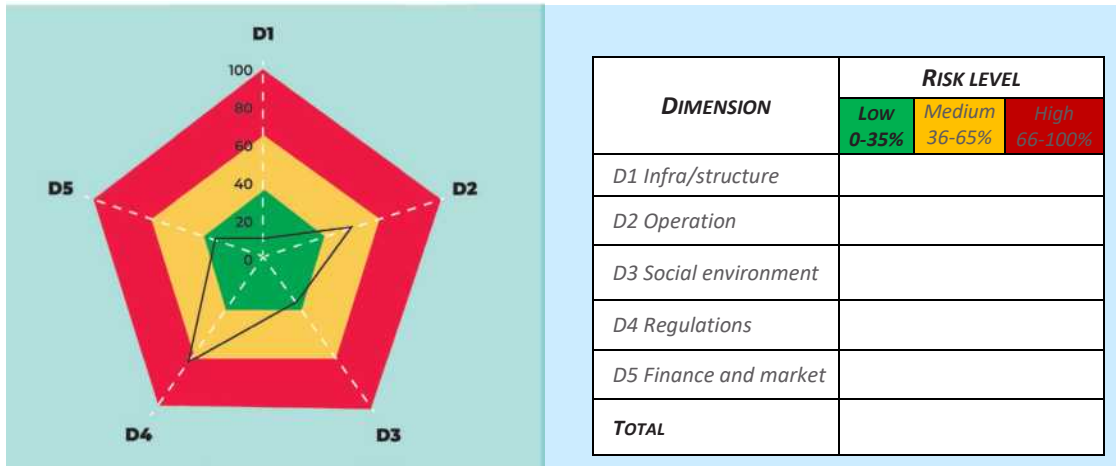 D1
100
80
60
40
20
0
D5
D2
D4
D3
DIMENSION
RISK LEVEL
Low Medium High
0-35% 36-65% 66-100%
D1 Infra/structure
D2 Operation
D3 Social environment
D4 Regulations
D5 Finance and market
TOTAL